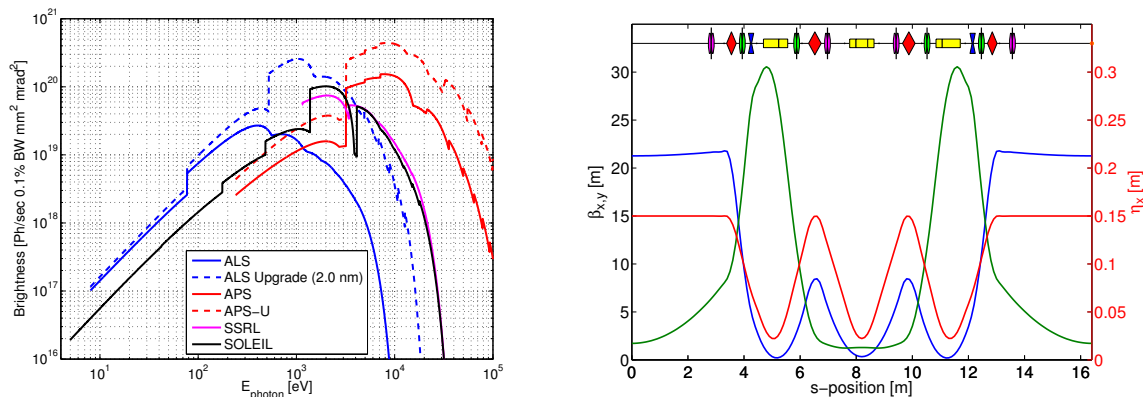 10^21
10^20
10^19
10^18
10^17
10^16
Brightness [Ph/sec 0.1% BW mm^2 mrad^2]
ALS
ALS Upgrade (2.0 nm)
APS
APS-U
SSRL
SOLEIL
10^1 10^2 10^3 10^4 10^5
E_photon [eV]
30
25
20
15
10
5
0
β_x,y [m]
0 2 4 6 8 10 12 14 16
s-position [m]
0.3
0.25
0.2
0.15
0.1
0.05
0
η_x [m]